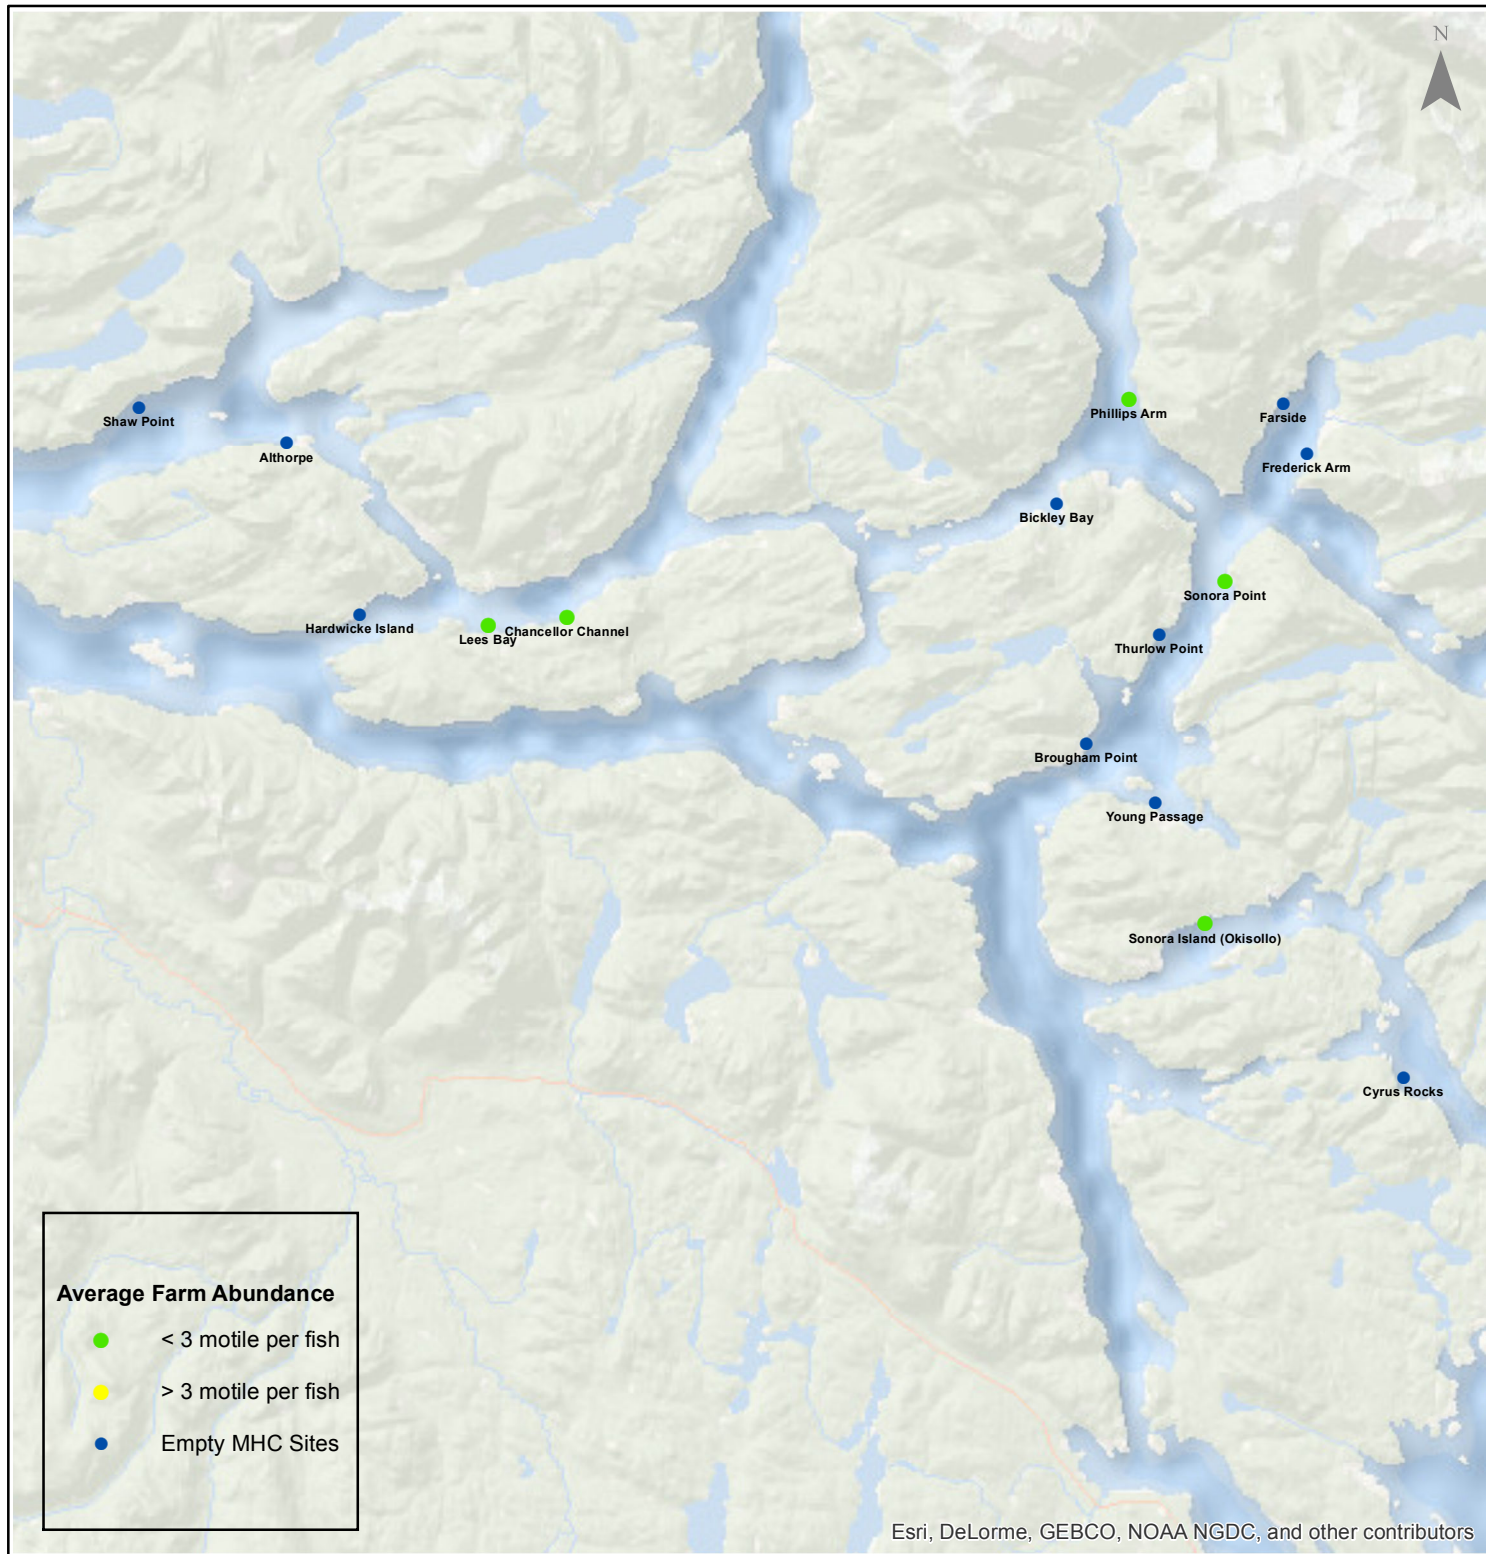 N
Phillips Arm
Farside
Shaw Point
Althorpe
Frederick Arm
Bickley Bay
Sonora Point
Hardwicke Island
Lees Bay
Chancellor Channel
Thurlow Point
Brougham Point
Young Passage
Sonora Island (Okisollo)
Cyrus Rocks
Average Farm Abundance
< 3 motile per fish
> 3 motile per fish
Empty MHC Sites
Esri, DeLorme, GEBCO, NOAA NGDC, and other contributors